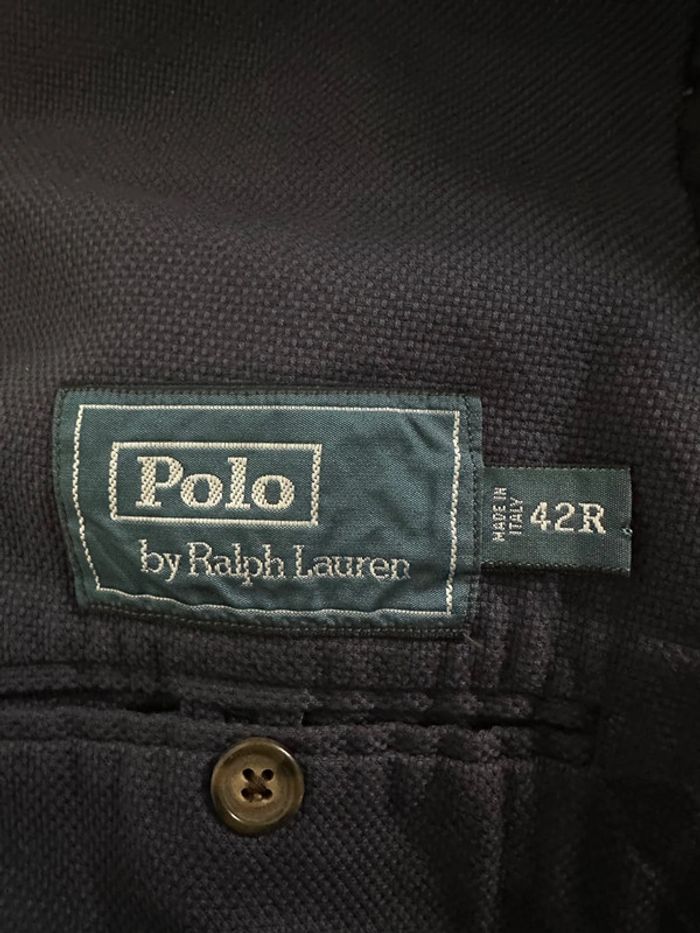 Polo
by Ralph Lauren
MADE IN
ITALY
42R